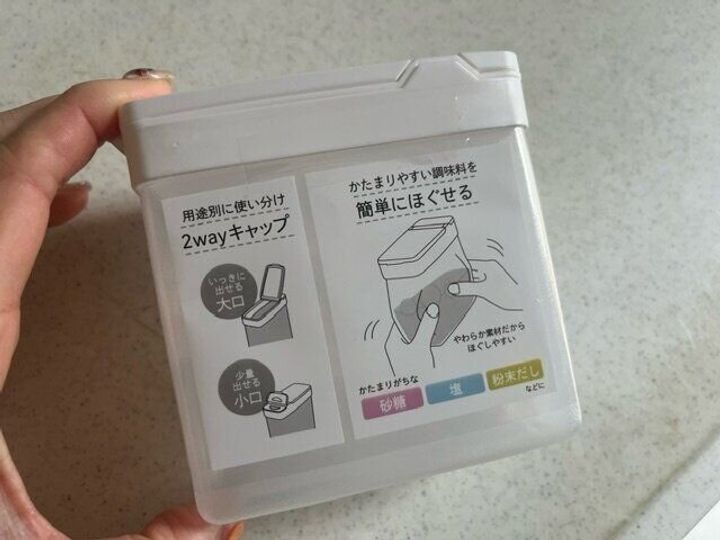 用途別に使い分け
2wayキャップ
いっきに
出せる
大口
少量
出せる
小口
かたまりやすい調味料を
簡単にほぐせる
やわらか素材だから
ほぐしやすい
かたまりがちな
砂糖
塩
粉末だし
などに